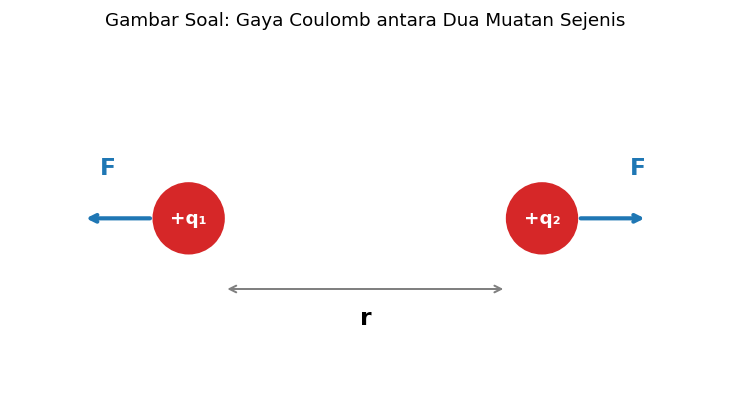 Gambar Soal: Gaya Coulomb antara Dua Muatan Sejenis
F
F
+q₁
+q₂
r